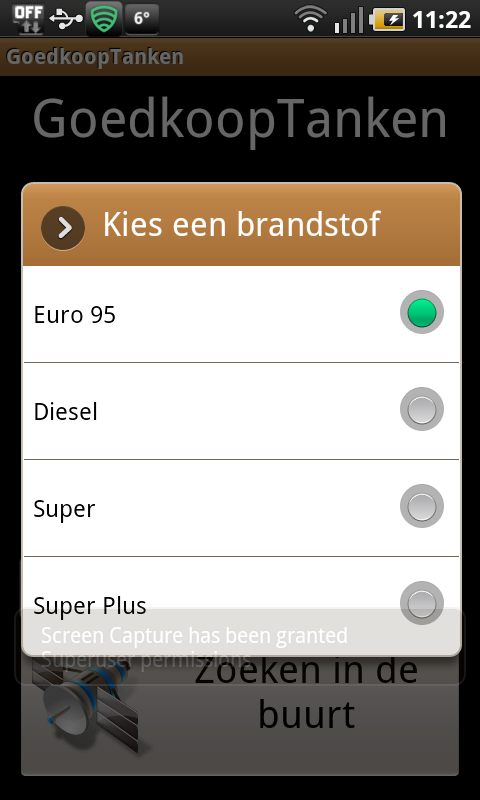 OFF 6° 11:22
GoedkoopTanken
GoedkoopTanken
Kies een brandstof
Euro 95
Diesel
Super
Super Plus
Screen Capture has been granted
Superuser permissions
Zoeken in de
buurt